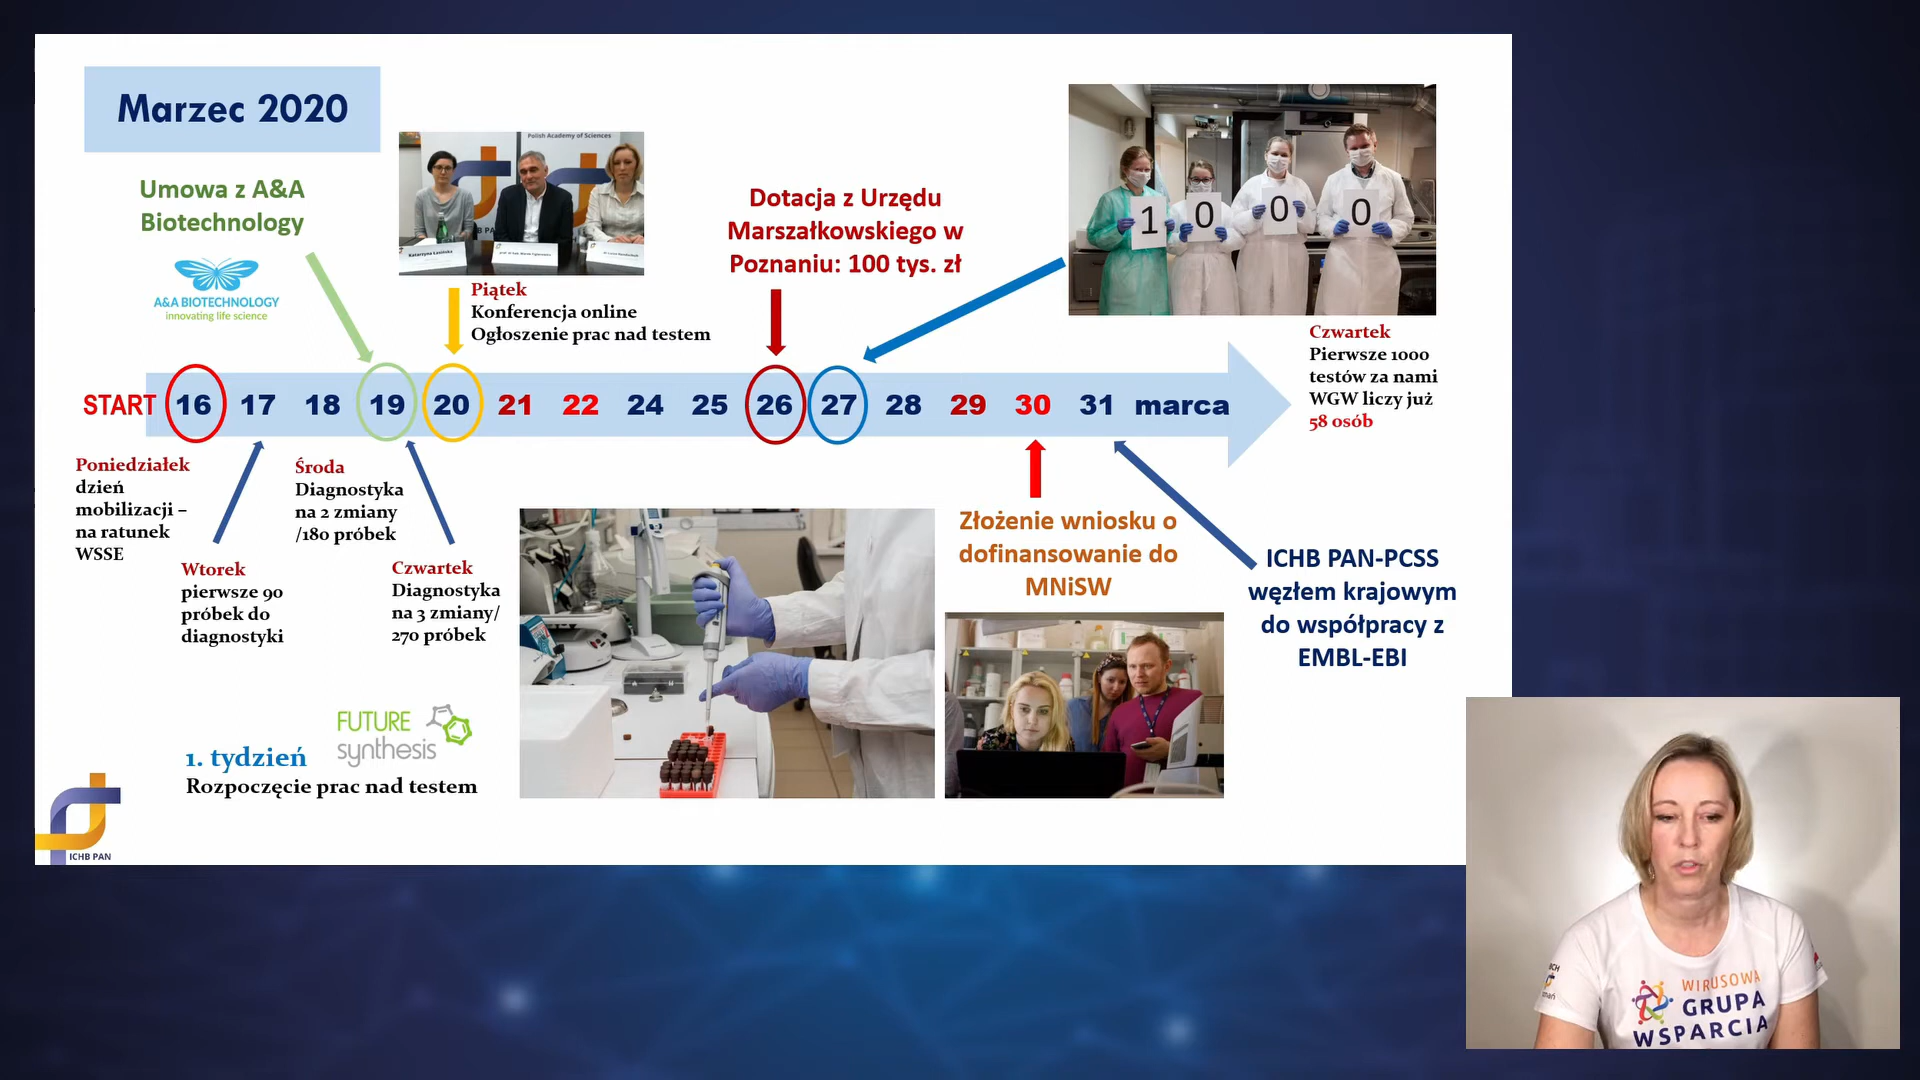 Marzec 2020
Umowa z A&A
Biotechnology
A&A BIOTECHNOLOGY
innovating life science
Polish Academy of Sciences
Piątek
Konferencja online
Ogłoszenie prac nad testem
Dotacja z Urzędu
Marszałkowskiego w
Poznaniu: 100 tys. zł
1 0 0 0
Czwartek
Pierwsze 1000
testów za nami
WGW liczy już
58 osób
START 16 17 18 19 20 21 22 24 25 26 27 28 29 30 31 marca
Poniedziałek
dzień
mobilizacji –
na ratunek
WSSE
Wtorek
pierwsze 90
próbek do
diagnostyki
Środa
Diagnostyka
na 2 zmiany
/180 próbek
Czwartek
Diagnostyka
na 3 zmiany/
270 próbek
Złożenie wniosku o
dofinansowanie do
MNiSW
ICHB PAN-PCSS
węzłem krajowym
do współpracy z
EMBL-EBI
FUTURE
synthesis
1. tydzień
Rozpoczęcie prac nad testem
ICHB PAN
WIRUSOWA
GRUPA
WSPARCIA